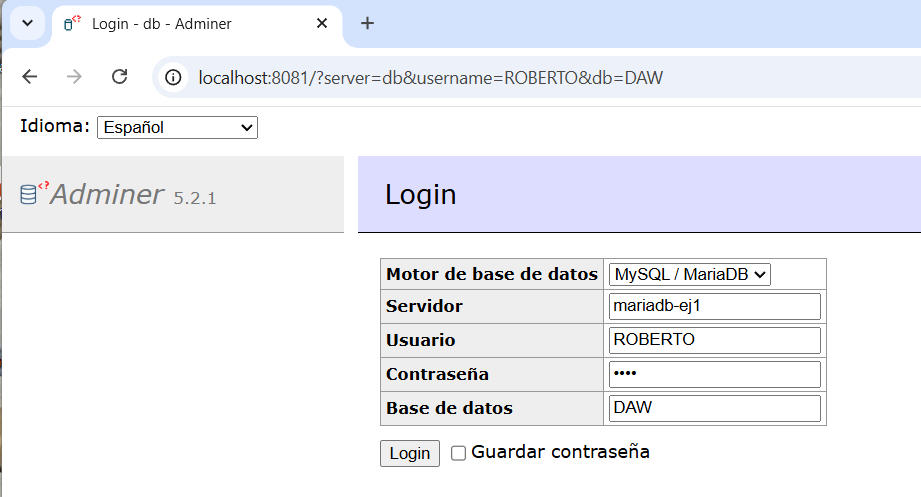 Login - db - Adminer
localhost:8081/?server=db&username=ROBERTO&db=DAW
Idioma: Español
Adminer 5.2.1
Login
Motor de base de datos MySQL / MariaDB
Servidor mariadb-ej1
Usuario ROBERTO
Contraseña ••••
Base de datos DAW
Login Guardar contraseña